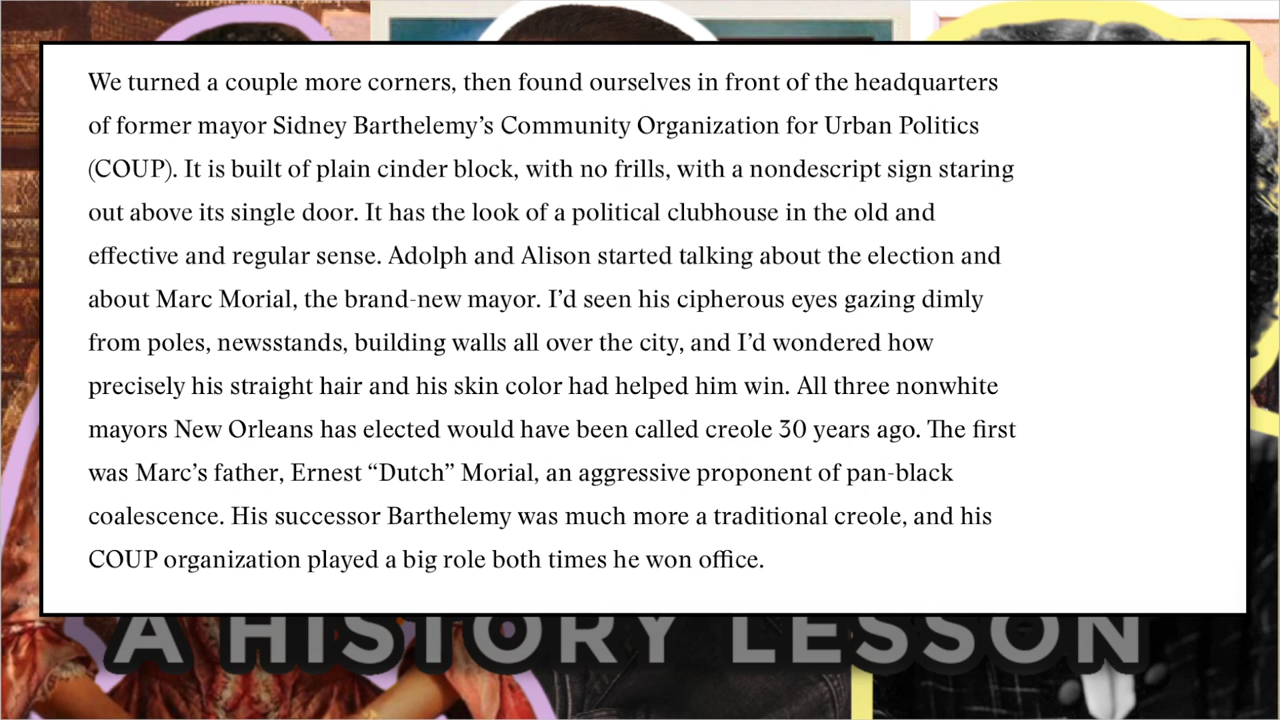 We turned a couple more corners, then found ourselves in front of the headquarters
of former mayor Sidney Barthelemy’s Community Organization for Urban Politics
(COUP). It is built of plain cinder block, with no frills, with a nondescript sign staring
out above its single door. It has the look of a political clubhouse in the old and
effective and regular sense. Adolph and Alison started talking about the election and
about Marc Morial, the brand-new mayor. I’d seen his cipherous eyes gazing dimly
from poles, newsstands, building walls all over the city, and I’d wondered how
precisely his straight hair and his skin color had helped him win. All three nonwhite
mayors New Orleans has elected would have been called creole 30 years ago. The first
was Marc’s father, Ernest “Dutch” Morial, an aggressive proponent of pan-black
coalescence. His successor Barthelemy was much more a traditional creole, and his
COUP organization played a big role both times he won office.
A HISTORY LESSON